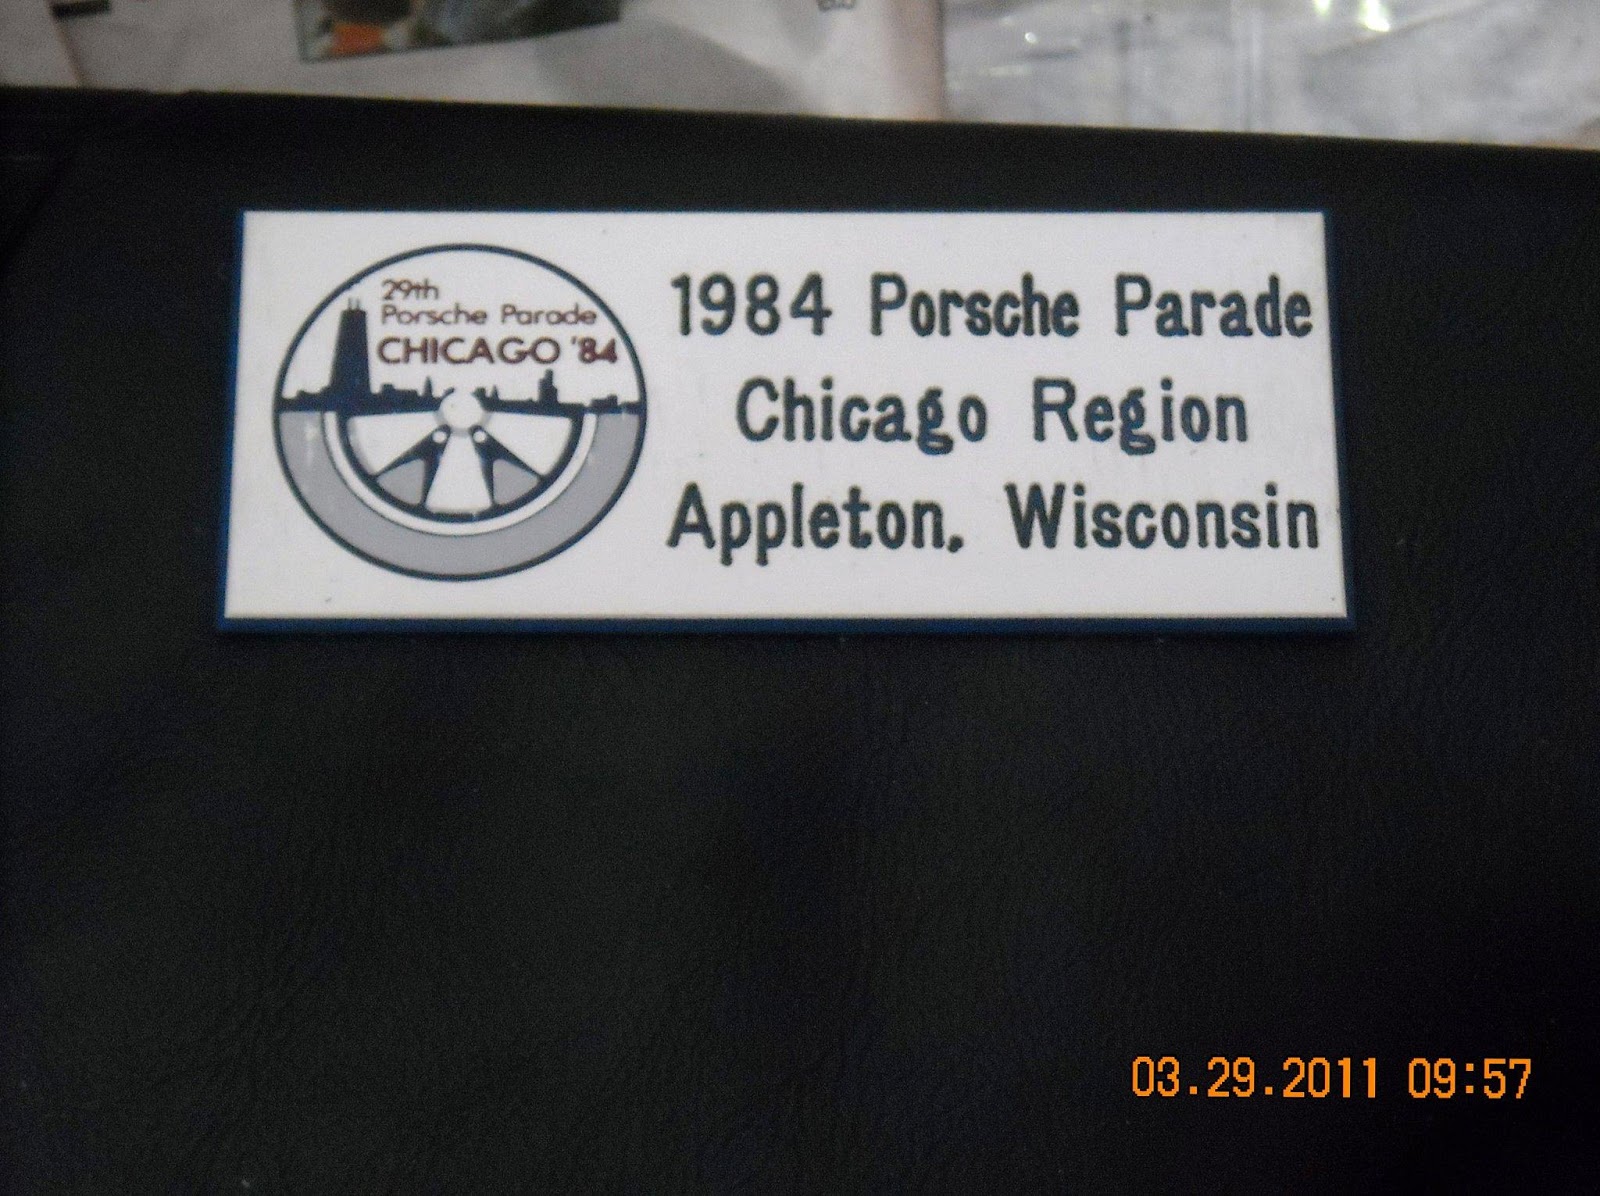 29th
Porsche Parade
CHICAGO '84
1984 Porsche Parade
Chicago Region
Appleton, Wisconsin
03.29.2011 09:57